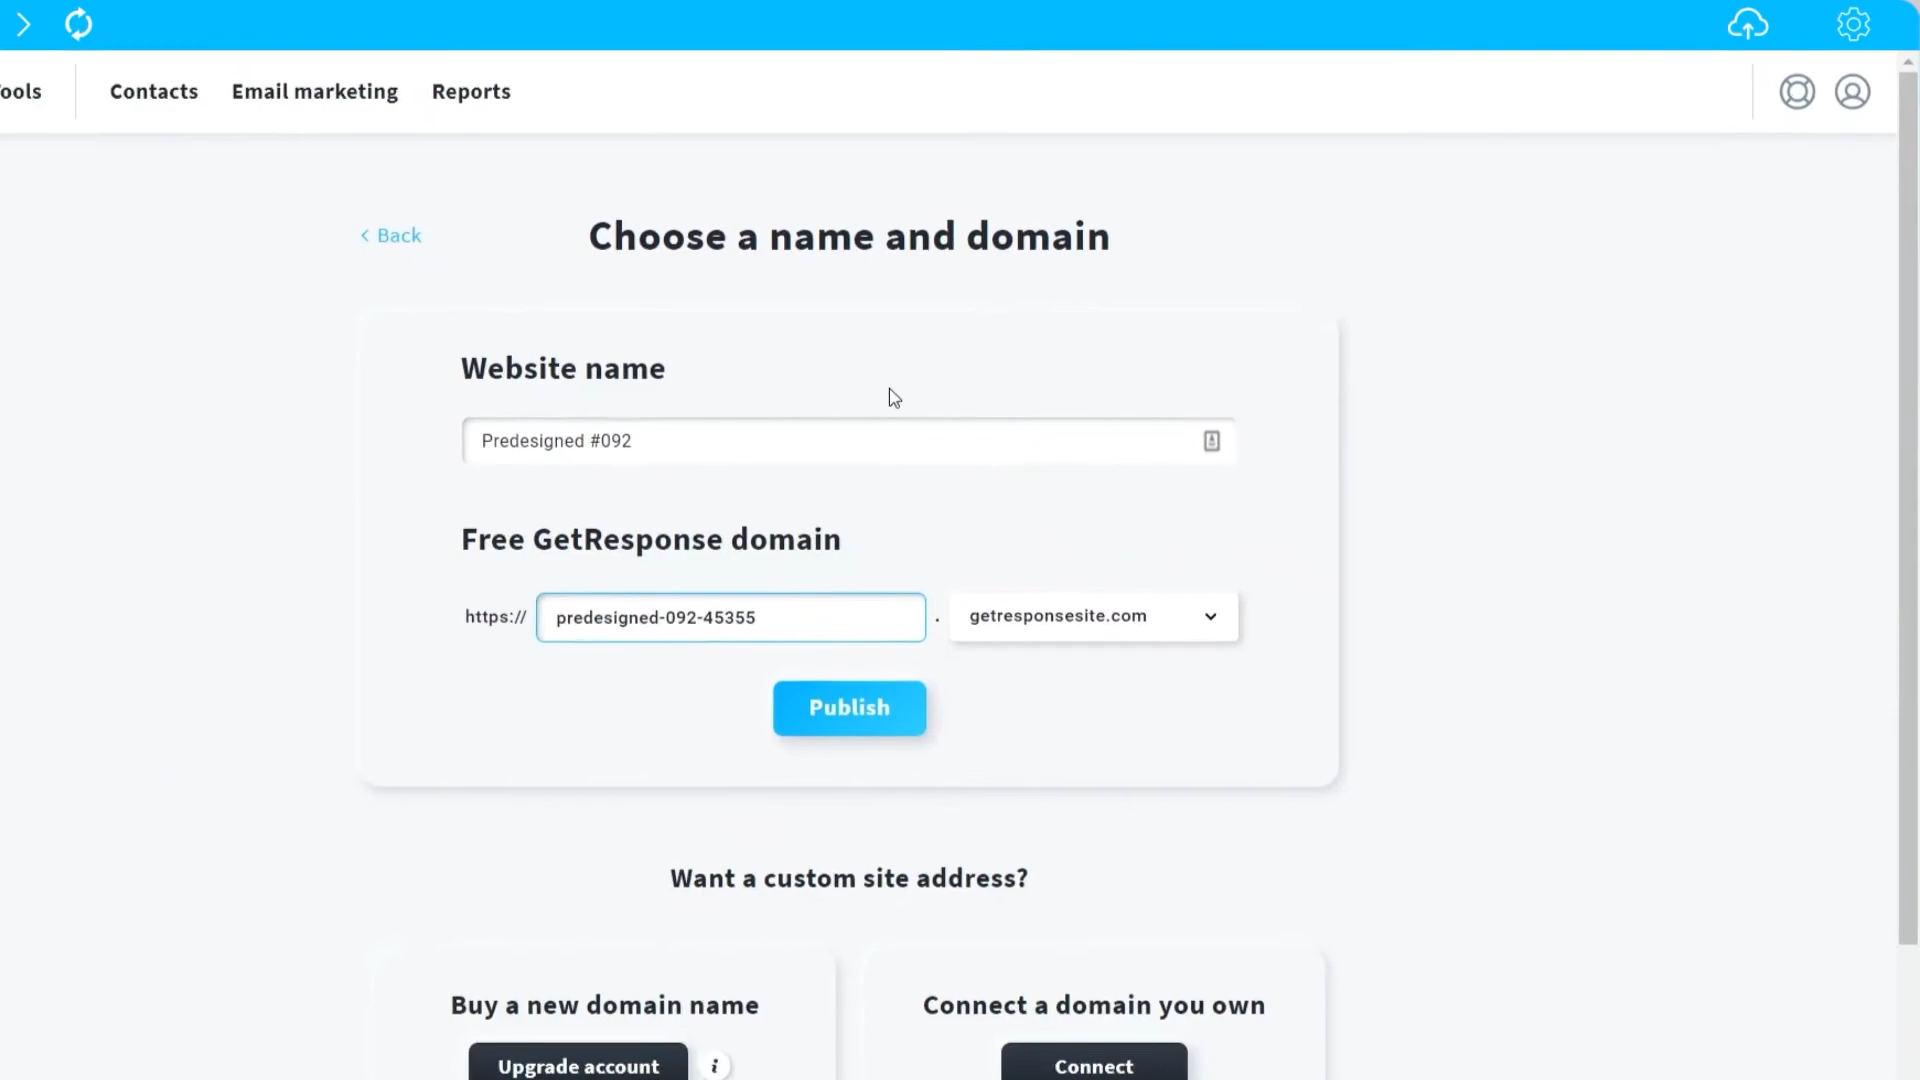 ools
Contacts
Email marketing
Reports
Back
Choose a name and domain
Website name
Predesigned #092
Free GetResponse domain
https://
predesigned-092-45355
.
getresponsesite.com
Publish
Want a custom site address?
Buy a new domain name
Upgrade account
i
Connect a domain you own
Connect